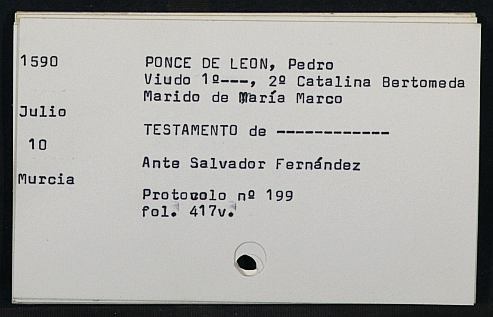 1590
PONCE DE LEON, Pedro
Viudo 1º---, 2º Catalina Bertomeda
Marido de María Marco
Julio
TESTAMENTO de ------------
10
Ante Salvador Fernández
Murcia
Protocolo nº 199
fol. 417v.